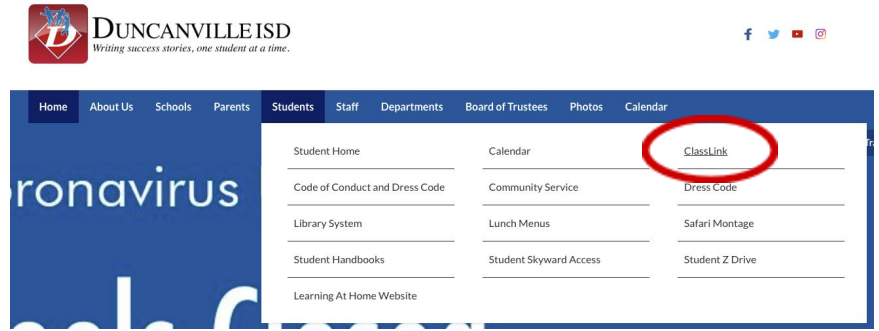 DUNCANVILLE ISD
Writing success stories, one student at a time.
Home About Us Schools Parents Students Staff Departments Board of Trustees Photos Calendar
Student Home Calendar ClassLink
Code of Conduct and Dress Code Community Service Dress Code
Library System Lunch Menus Safari Montage
Student Handbooks Student Skyward Access Student Z Drive
Learning At Home Website
ronavirus